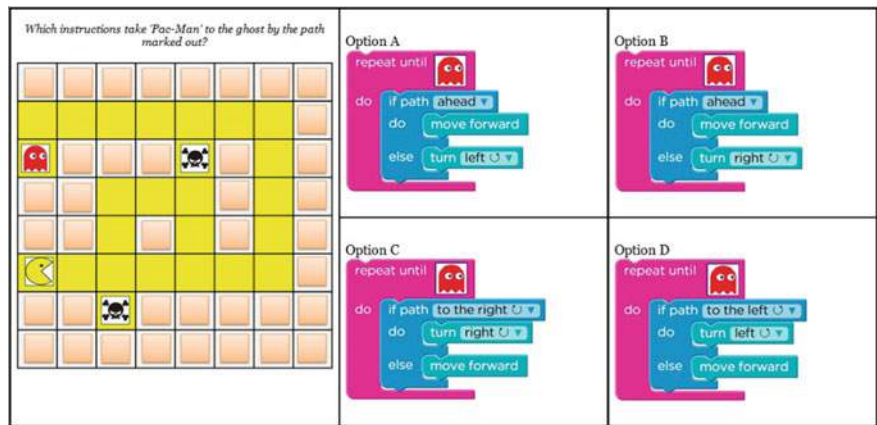 Which instructions take 'Pac-Man' to the ghost by the path
marked out?
Option A
repeat until
do if path ahead ▼
do move forward
else turn left ↺ ▼
Option B
repeat until
do if path ahead ▼
do move forward
else turn right ↻ ▼
Option C
repeat until
do if path to the right ↻ ▼
do turn right ↻ ▼
else move forward
Option D
repeat until
do if path to the left ↺ ▼
do turn left ↺ ▼
else move forward